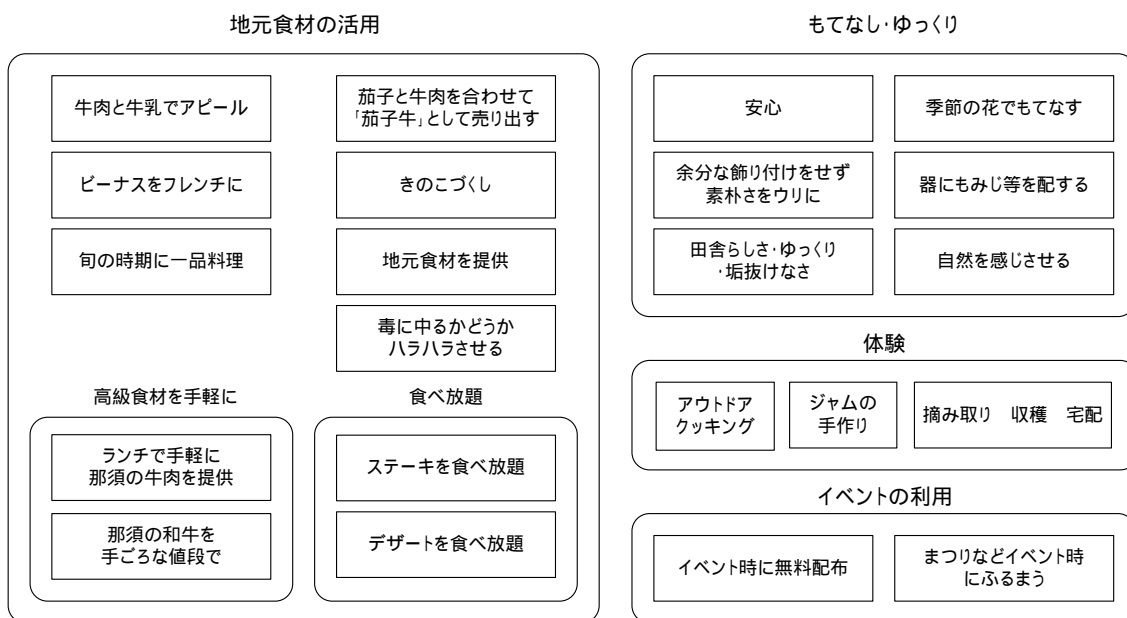 地元食材の活用
牛肉と牛乳でアピール
茄子と牛肉を合わせて
「茄子牛」として売り出す
ビーナスをフレンチに
きのこづくし
旬の時期に一品料理
地元食材を提供
毒に中るかどうか
ハラハラさせる
高級食材を手軽に
ランチで手軽に
那須の牛肉を提供
那須の和牛を
手ごろな値段で
食べ放題
ステーキを食べ放題
デザートを食べ放題
もてなし・ゆっくり
安心
季節の花でもてなす
余分な飾り付けをせず
素朴さをウリに
器にもみじ等を配する
田舎らしさ・ゆっくり
・垢抜けなさ
自然を感じさせる
体験
アウトドア
クッキング
ジャムの
手作り
摘み取り 収穫 宅配
イベントの利用
イベント時に無料配布
まつりなどイベント時
にふるまう